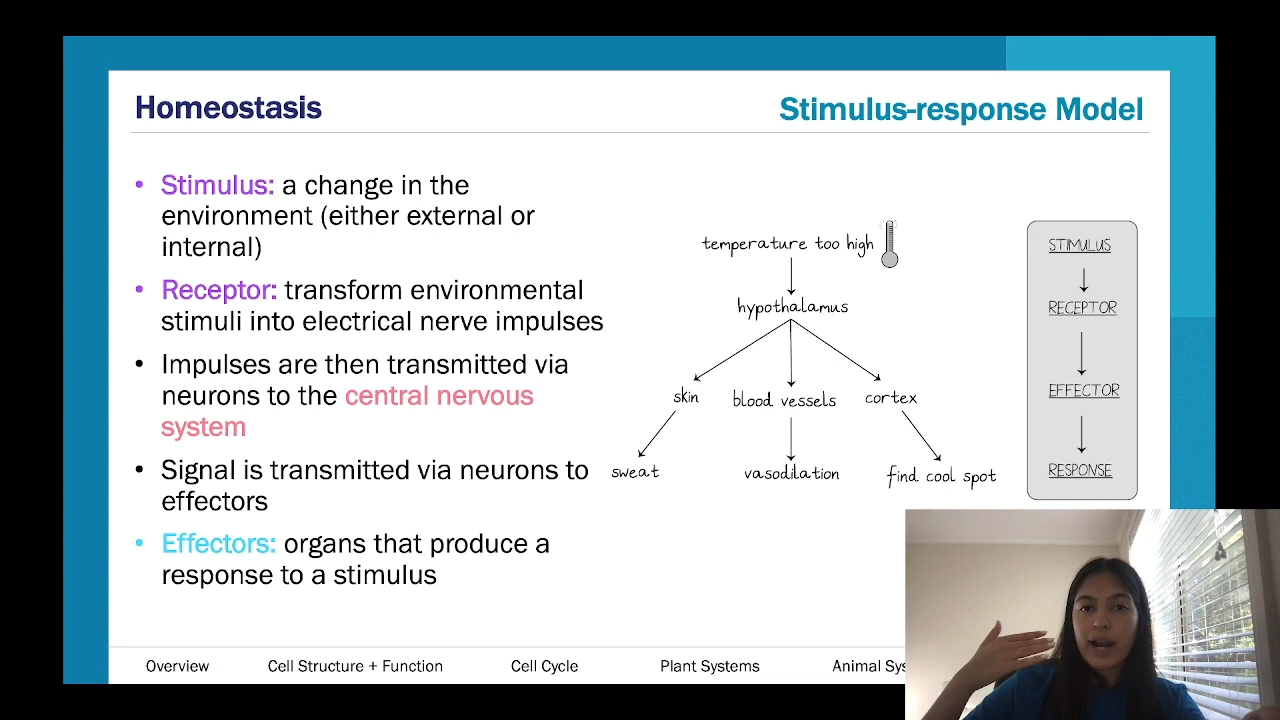 Homeostasis
Stimulus-response Model
• Stimulus: a change in the
environment (either external or
internal)
• Receptor: transform environmental
stimuli into electrical nerve impulses
• Impulses are then transmitted via
neurons to the central nervous
system
• Signal is transmitted via neurons to
effectors
• Effectors: organs that produce a
response to a stimulus
temperature too high
hypothalamus
skin blood vessels cortex
sweat vasodilation find cool spot
STIMULUS
RECEPTOR
EFFECTOR
RESPONSE
Overview Cell Structure + Function Cell Cycle Plant Systems Animal